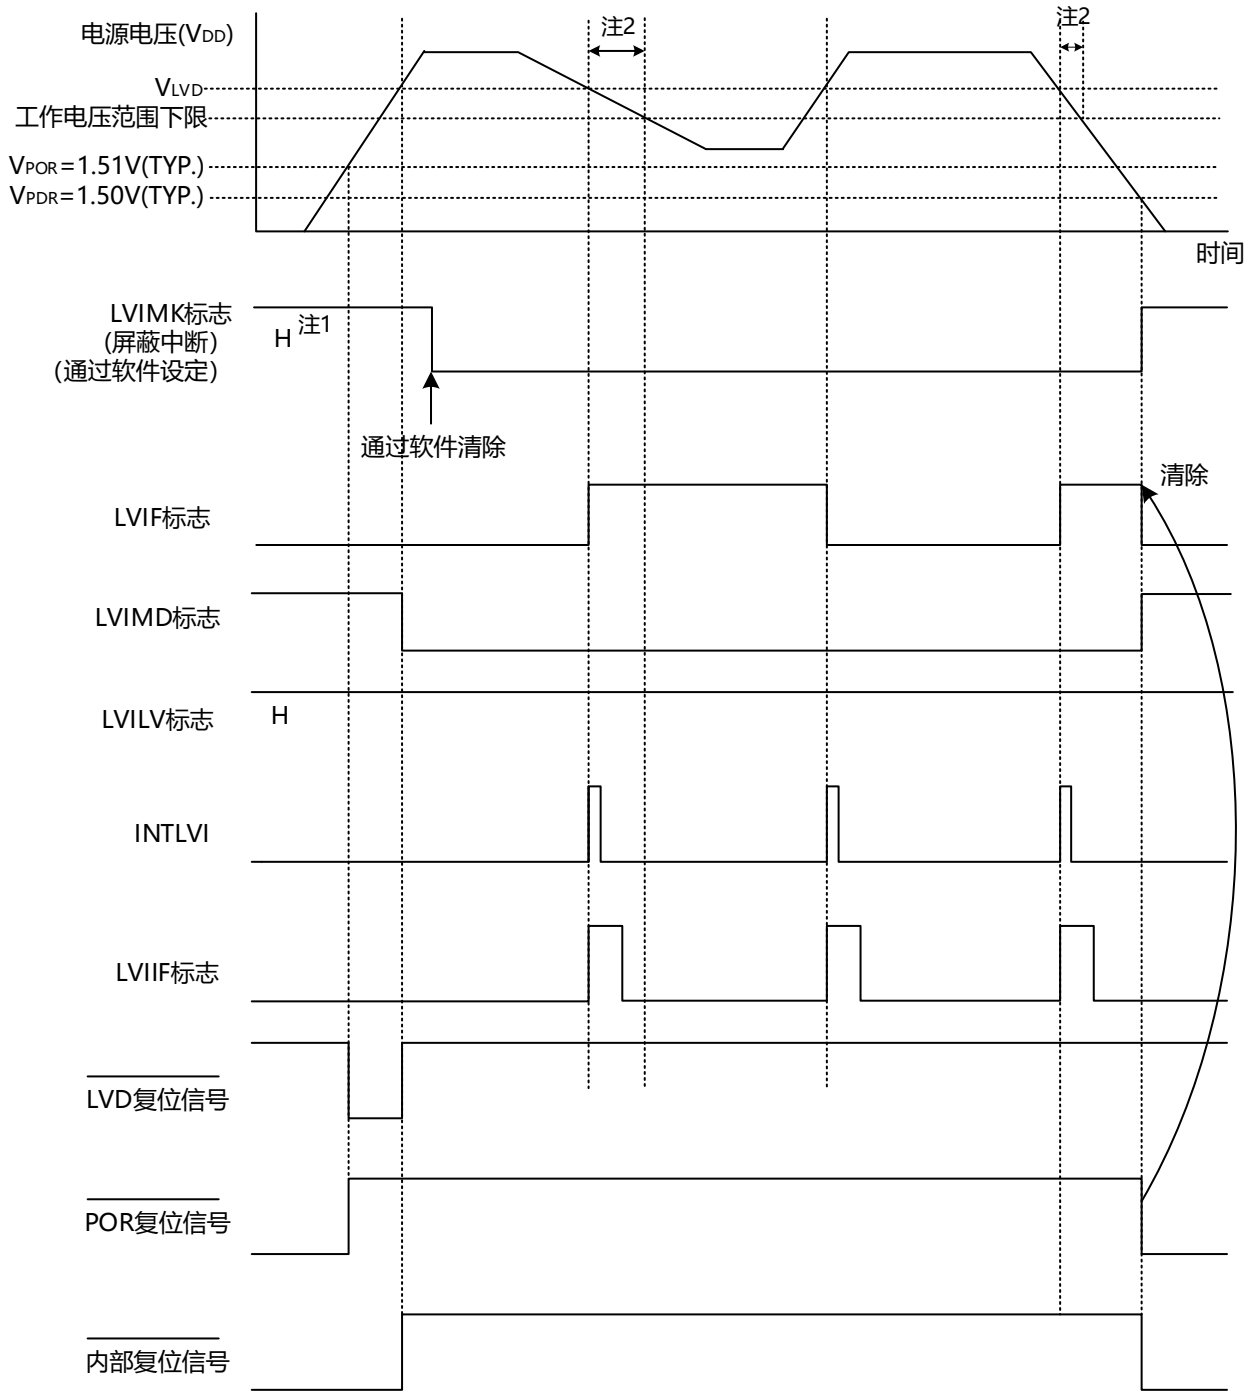 电源电压(VDD)
注2
注2
VLVD
工作电压范围下限
VPOR=1.51V(TYP.)
VPDR=1.50V(TYP.)
时间
LVIMK标志
(屏蔽中断)
(通过软件设定)
H 注1
通过软件清除
清除
LVIF标志
LVIMD标志
LVILV标志
H
INTLVI
LVIIF标志
LVD复位信号
POR复位信号
内部复位信号